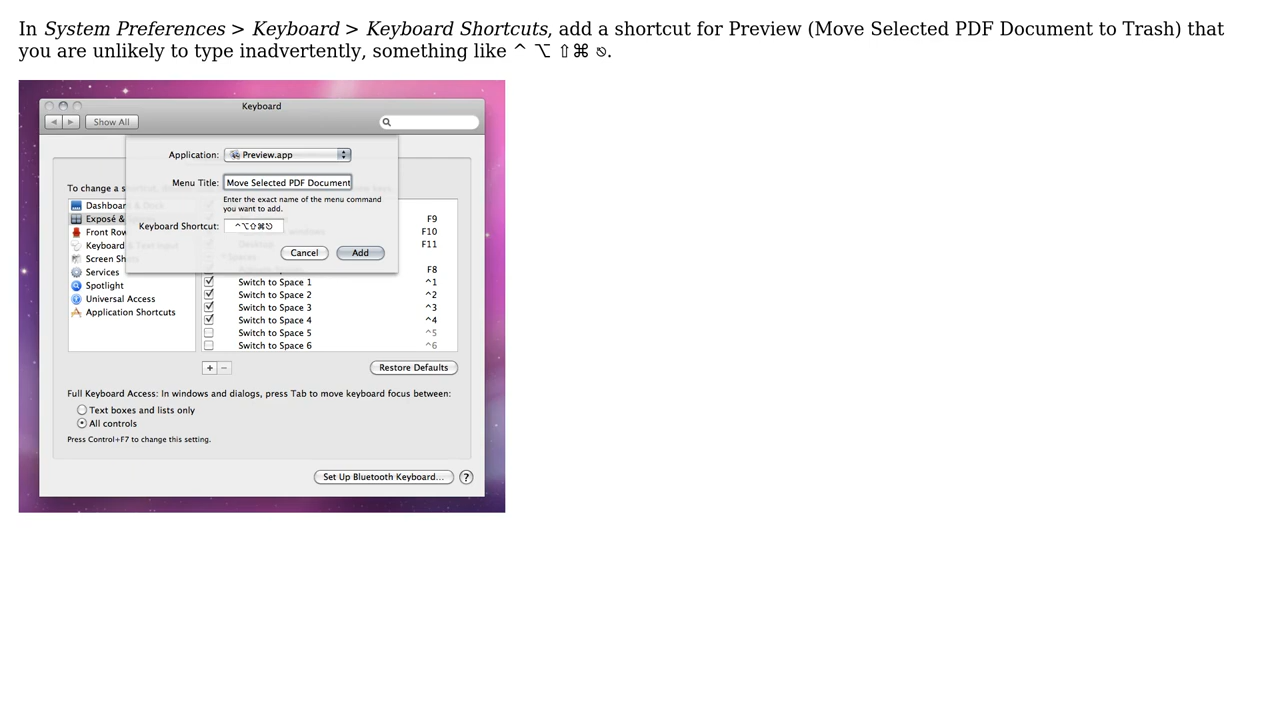 In System Preferences > Keyboard > Keyboard Shortcuts, add a shortcut for Preview (Move Selected PDF Document to Trash) that
you are unlikely to type inadvertently, something like ^ ⌥ ⇧⌘ ⎋.
Keyboard
Show All
Application: Preview.app
Menu Title: Move Selected PDF Document
To change a s
Enter the exact name of the menu command
you want to add.
Dashboar
Exposé & F9
Keyboard Shortcut: ^⌥⇧⌘⎋
Front Row F10
Keyboard F11
Cancel Add
Screen Sh
Services F8
Spotlight Switch to Space 1 ^1
Universal Access Switch to Space 2 ^2
Application Shortcuts Switch to Space 3 ^3
Switch to Space 4 ^4
Switch to Space 5 ^5
Switch to Space 6 ^6
+ − Restore Defaults
Full Keyboard Access: In windows and dialogs, press Tab to move keyboard focus between:
Text boxes and lists only
All controls
Press Control+F7 to change this setting.
Set Up Bluetooth Keyboard... ?